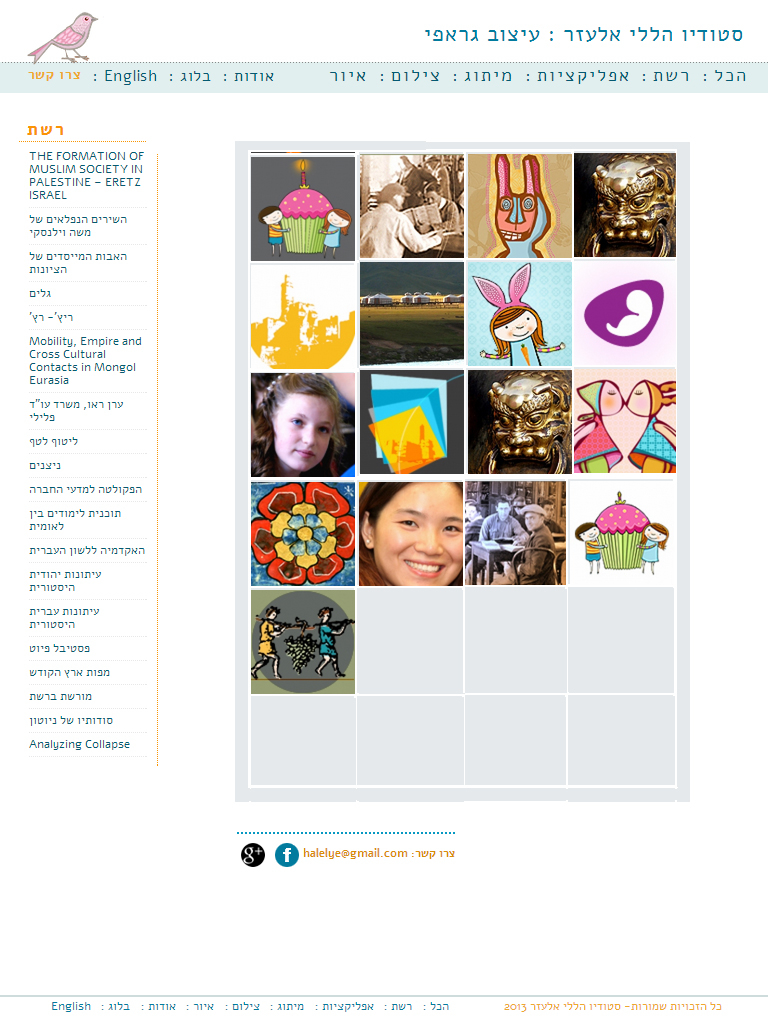 סטודיו הללי אלעזר : עיצוב גראפי
הכל : רשת : אפליקציות : מיתוג : צילום : איור
אודות : בלוג : English : צרו קשר
רשת
THE FORMATION OF
MUSLIM SOCIETY IN
PALESTINE – ERETZ
ISRAEL
השירים הנפלאים של
משה וילנסקי
האבות המייסדים של
הציונות
גלים
ריץ'- רץ'
Mobility, Empire and
Cross Cultural
Contacts in Mongol
Eurasia
ערן ראו, משרד עו"ד
פלילי
ליטוף לטף
ניצנים
הפקולטה למדעי החברה
תוכנית לימודים בין
לאומית
האקדמיה ללשון העברית
עיתונות יהודית
היסטורית
עיתונות עברית
היסטורית
פסטיבל פיוט
מפות ארץ הקודש
מורשת ברשת
סודותיו של ניוטון
Analyzing Collapse
צרו קשר: halelye@gmail.com
הכל : רשת : אפליקציות : מיתוג : צילום : איור : אודות : בלוג : English
כל הזכויות שמורות- סטודיו הללי אלעזר 2013